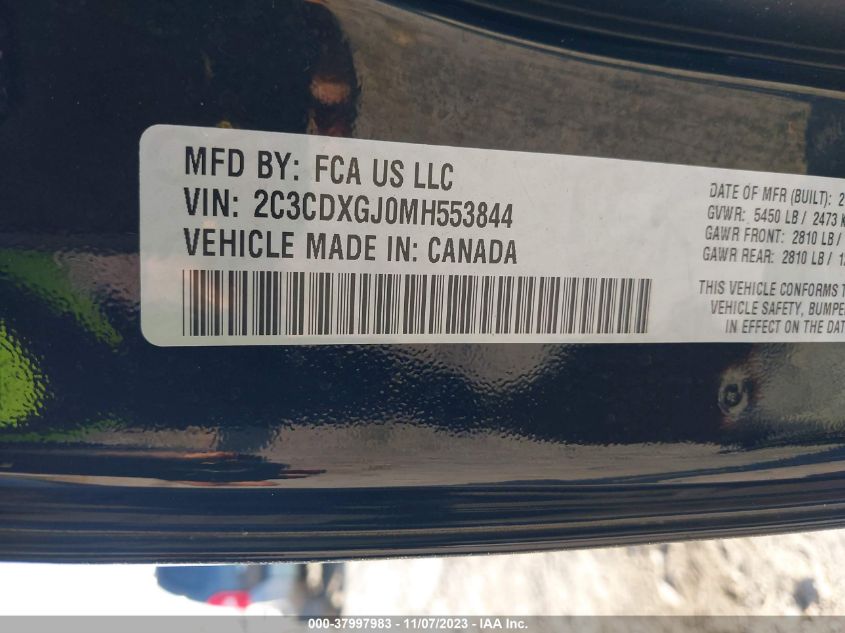 MFD BY: FCA US LLC
VIN: 2C3CDXGJ0MH553844
VEHICLE MADE IN: CANADA
DATE OF MFR (BUILT): 2
GVWR: 5450 LB / 2473 K
GAWR FRONT: 2810 LB /
GAWR REAR: 2810 LB / 12
THIS VEHICLE CONFORMS T
VEHICLE SAFETY, BUMPE
IN EFFECT ON THE DAT
000-37997983 - 11/07/2023 - IAA Inc.